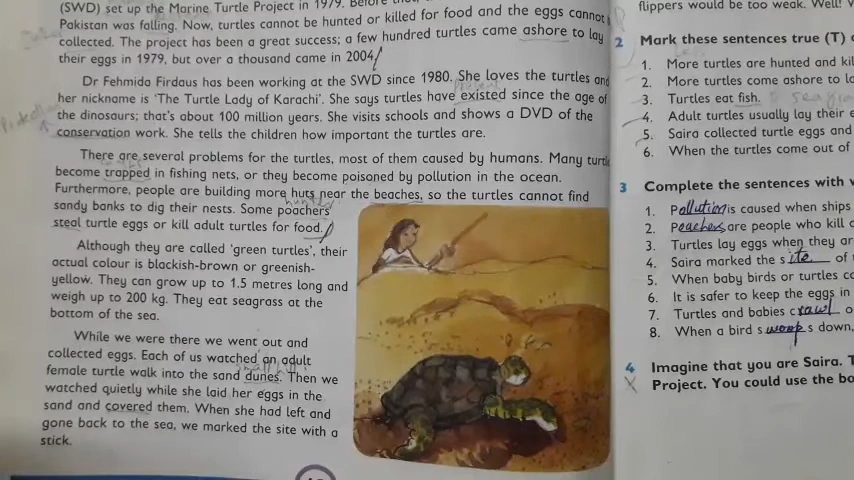 (SWD) set up the Marine Turtle Project in 1979. Before
Pakistan was falling. Now, turtles cannot be hunted or killed for food and the eggs cannot
collected. The project has been a great success; a few hundred turtles came ashore to lay
their eggs in 1979, but over a thousand came in 2004
Dr Fehmida Firdaus has been working at the SWD since 1980. She loves the turtles and
her nickname is 'The Turtle Lady of Karachi'. She says turtles have existed since the age of
the dinosaurs; that's about 100 million years. She visits schools and shows a DVD of the
conservation work. She tells the children how important the turtles are.
There are several problems for the turtles, most of them caused by humans. Many turtle
become trapped in fishing nets, or they become poisoned by pollution in the ocean.
Furthermore, people are building more huts near the beaches, so the turtles cannot find
sandy banks to dig their nests. Some poachers
steal turtle eggs or kill adult turtles for food.
Although they are called 'green turtles', their
actual colour is blackish-brown or greenish-
yellow. They can grow up to 1.5 metres long and
weigh up to 200 kg. They eat seagrass at the
bottom of the sea.
While we were there we went out and
collected eggs. Each of us watched an adult
female turtle walk into the sand dunes. Then we
watched quietly while she laid her eggs in the
sand and covered them. When she had left and
gone back to the sea, we marked the site with a
stick.
flippers would be too weak. Well!
2 Mark these sentences true (T)
1. More turtles are hunted and kil
2. More turtles come ashore to la
3. Turtles eat fish.
4. Adult turtles usually lay their e
5. Saira collected turtle eggs and
6. When the turtles come out of
3 Complete the sentences with
1. Pollution is caused when ships
2. Peachers are people who kill
3. Turtles lay eggs when they ar
4. Saira marked the site of
5. When baby birds or turtles co
6. It is safer to keep the eggs in
7. Turtles and babies crawl
8. When a bird s s down,
4 Imagine that you are Saira. T
Project. You could use the bo